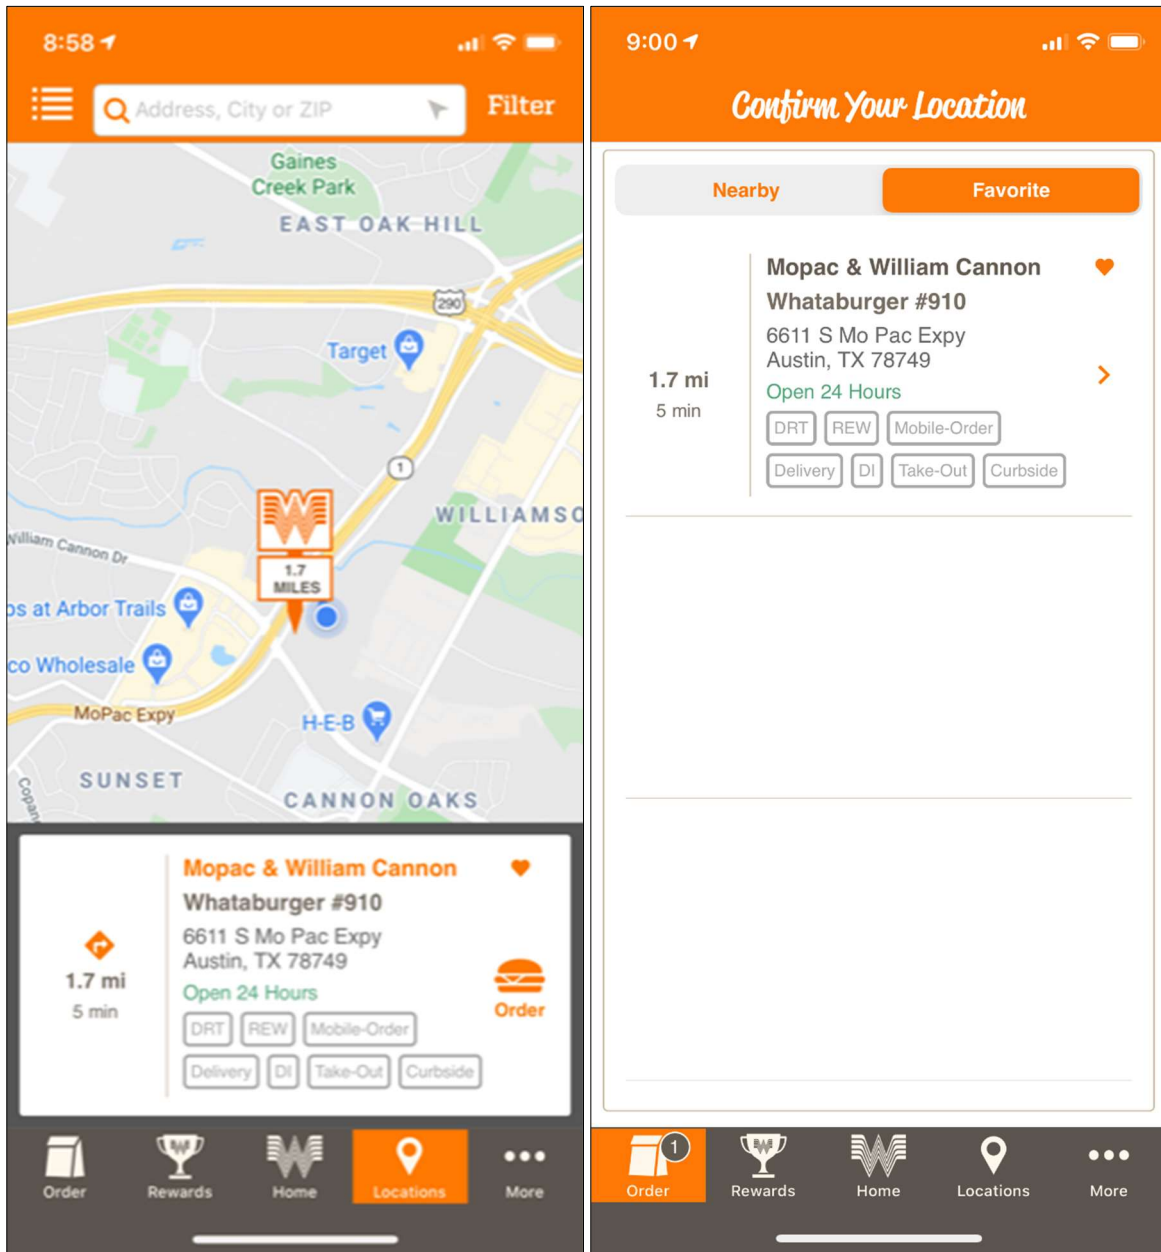 8:58
Address, City or ZIP
Filter
Gaines
Creek Park
EAST OAK HILL
290
Target
1
WILLIAMSO
William Cannon Dr
1.7
MILES
ps at Arbor Trails
co Wholesale
MoPac Expy
H-E-B
SUNSET
Copan
CANNON OAKS
Mopac & William Cannon
Whataburger #910
6611 S Mo Pac Expy
Austin, TX 78749
1.7 mi
5 min
Open 24 Hours
Order
DRT REW Mobile-Order
Delivery DI Take-Out Curbside
Order Rewards Home Locations More
9:00
Confirm Your Location
Nearby Favorite
Mopac & William Cannon
Whataburger #910
6611 S Mo Pac Expy
Austin, TX 78749
1.7 mi
5 min
Open 24 Hours
DRT REW Mobile-Order
Delivery DI Take-Out Curbside
1
Order Rewards Home Locations More